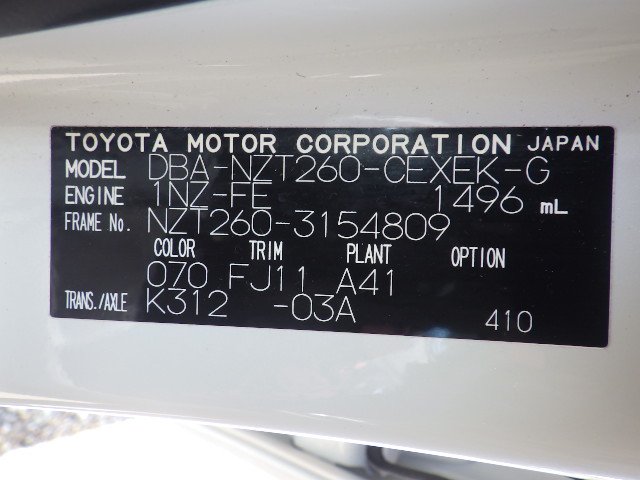 TOYOTA MOTOR CORPORATION JAPAN
MODEL DBA-NZT260-CEXEK-G
ENGINE 1NZ-FE 1496 mL
FRAME No. NZT260-3154809
COLOR TRIM PLANT OPTION
070 FJ11 A41
TRANS./AXLE K312 -03A
410